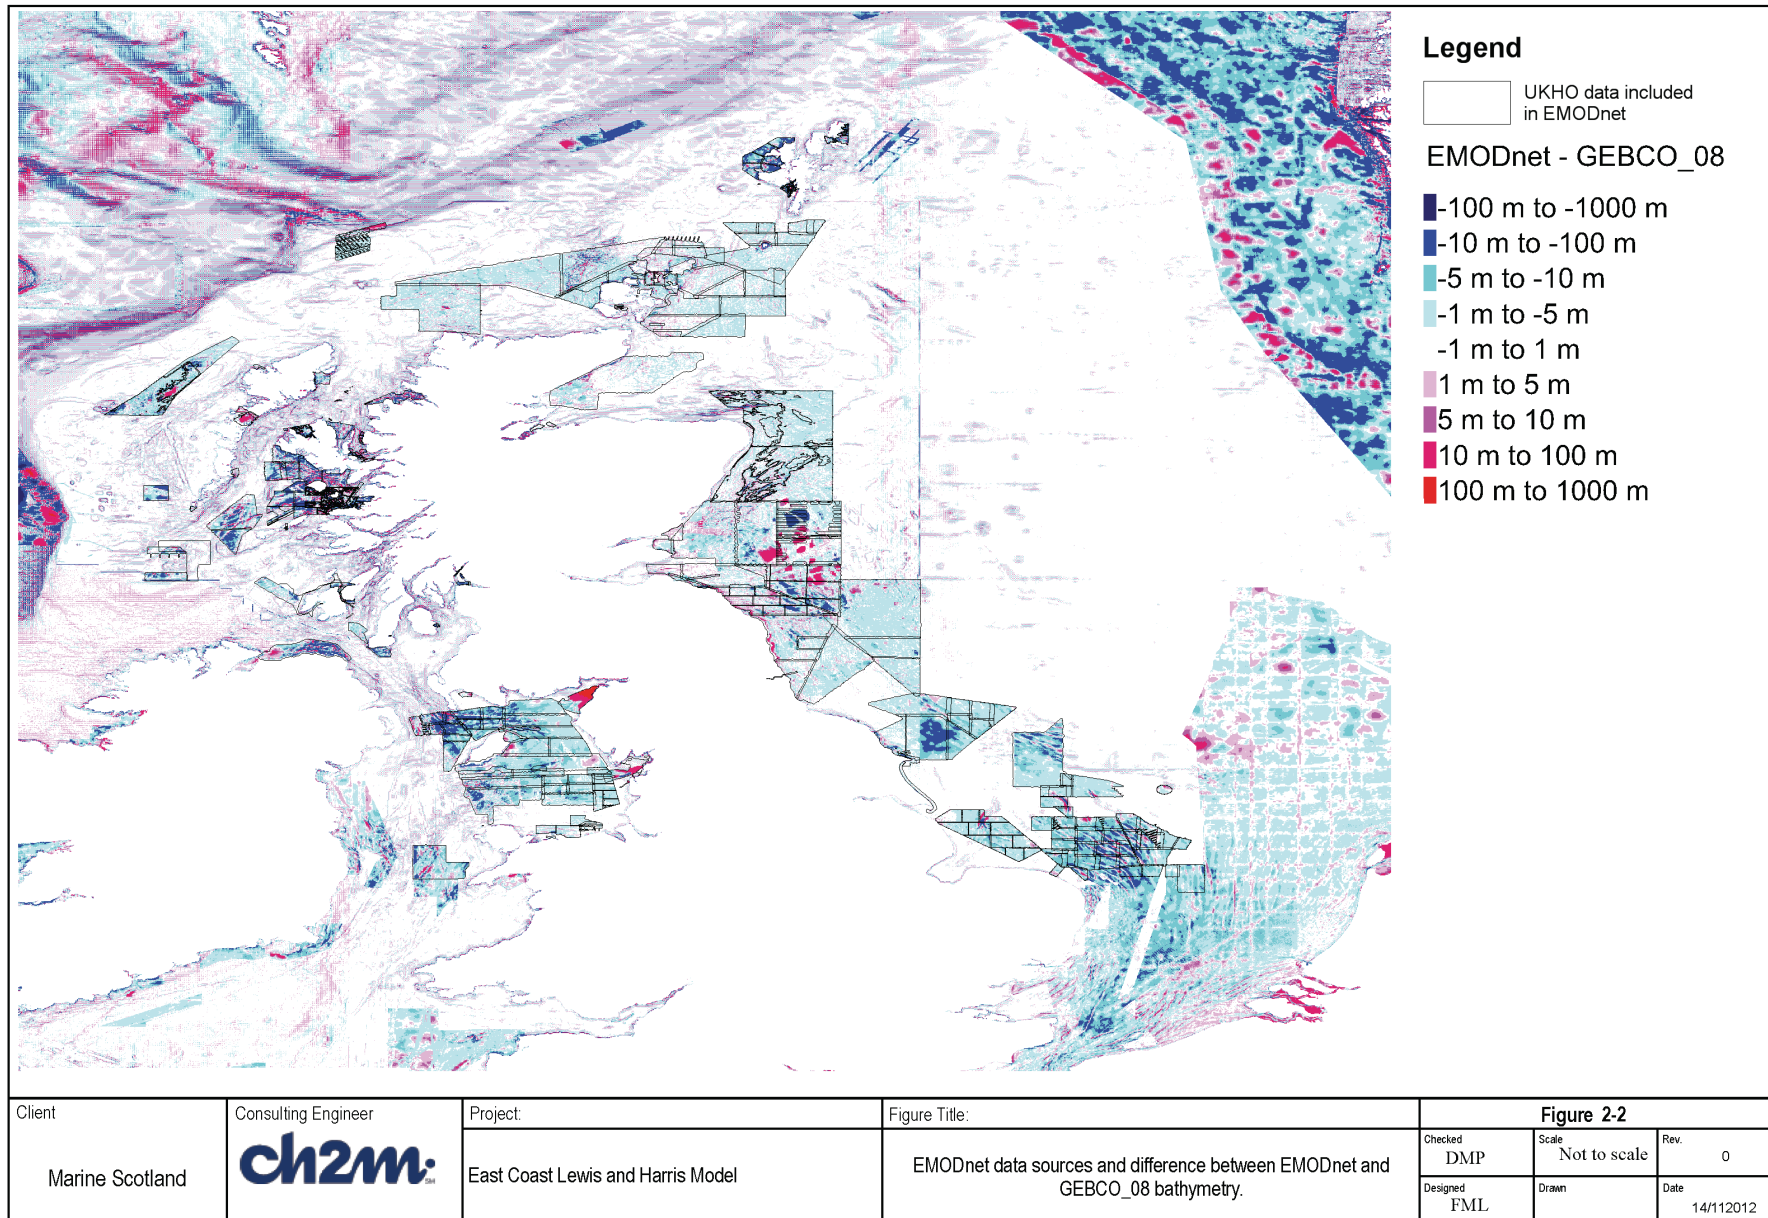 Legend
UKHO data included
in EMODnet
EMODnet - GEBCO_08
-100 m to -1000 m
-10 m to -100 m
-5 m to -10 m
-1 m to -5 m
-1 m to 1 m
1 m to 5 m
5 m to 10 m
10 m to 100 m
100 m to 1000 m
Client
Marine Scotland
Consulting Engineer
ch2m:
SM
Project:
East Coast Lewis and Harris Model
Figure Title:
EMODnet data sources and difference between EMODnet and
GEBCO_08 bathymetry.
Figure 2-2
Checked
DMP
Scale
Not to scale
Rev.
0
Designed
FML
Drawn
Date
14/112012